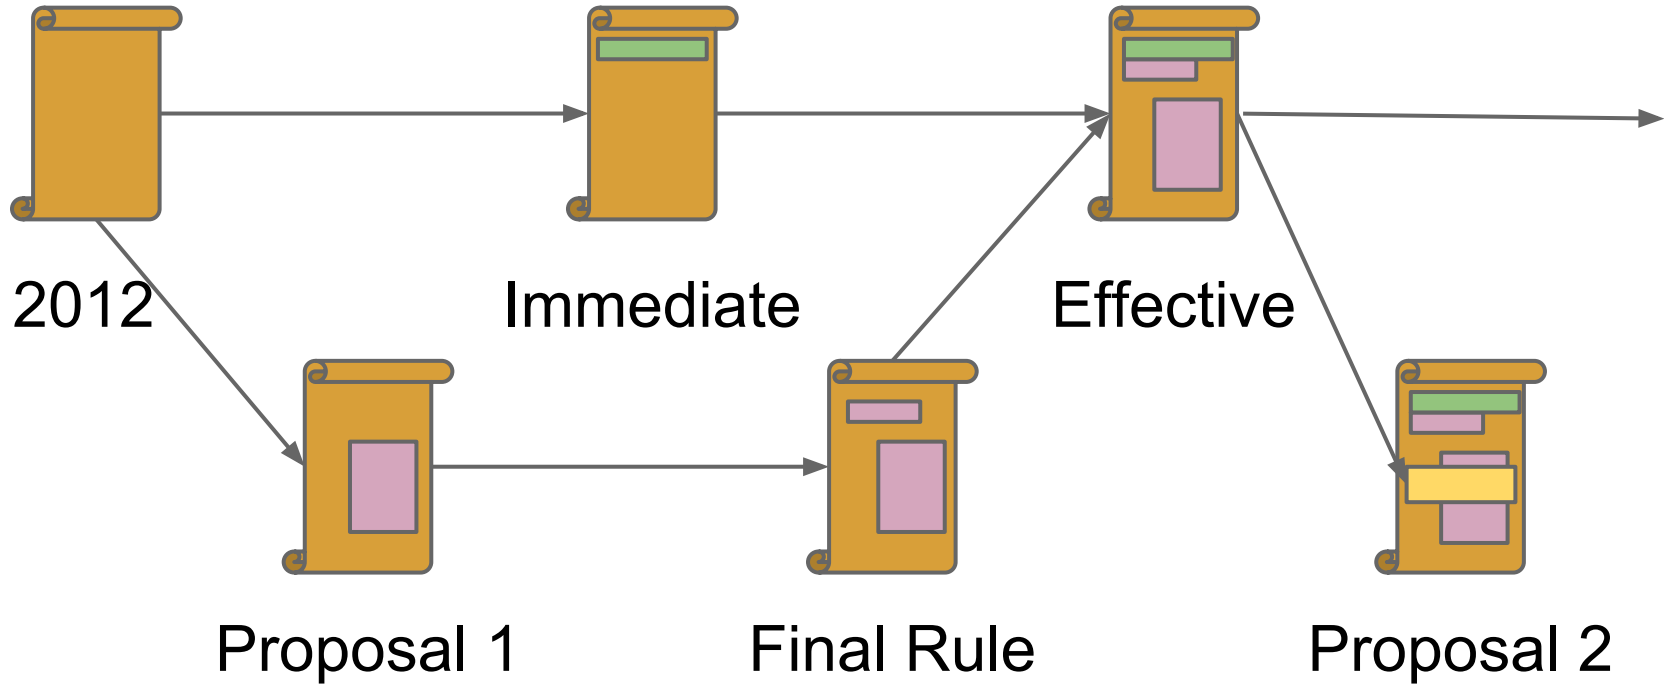 2012
Immediate
Effective
Proposal 1
Final Rule
Proposal 2